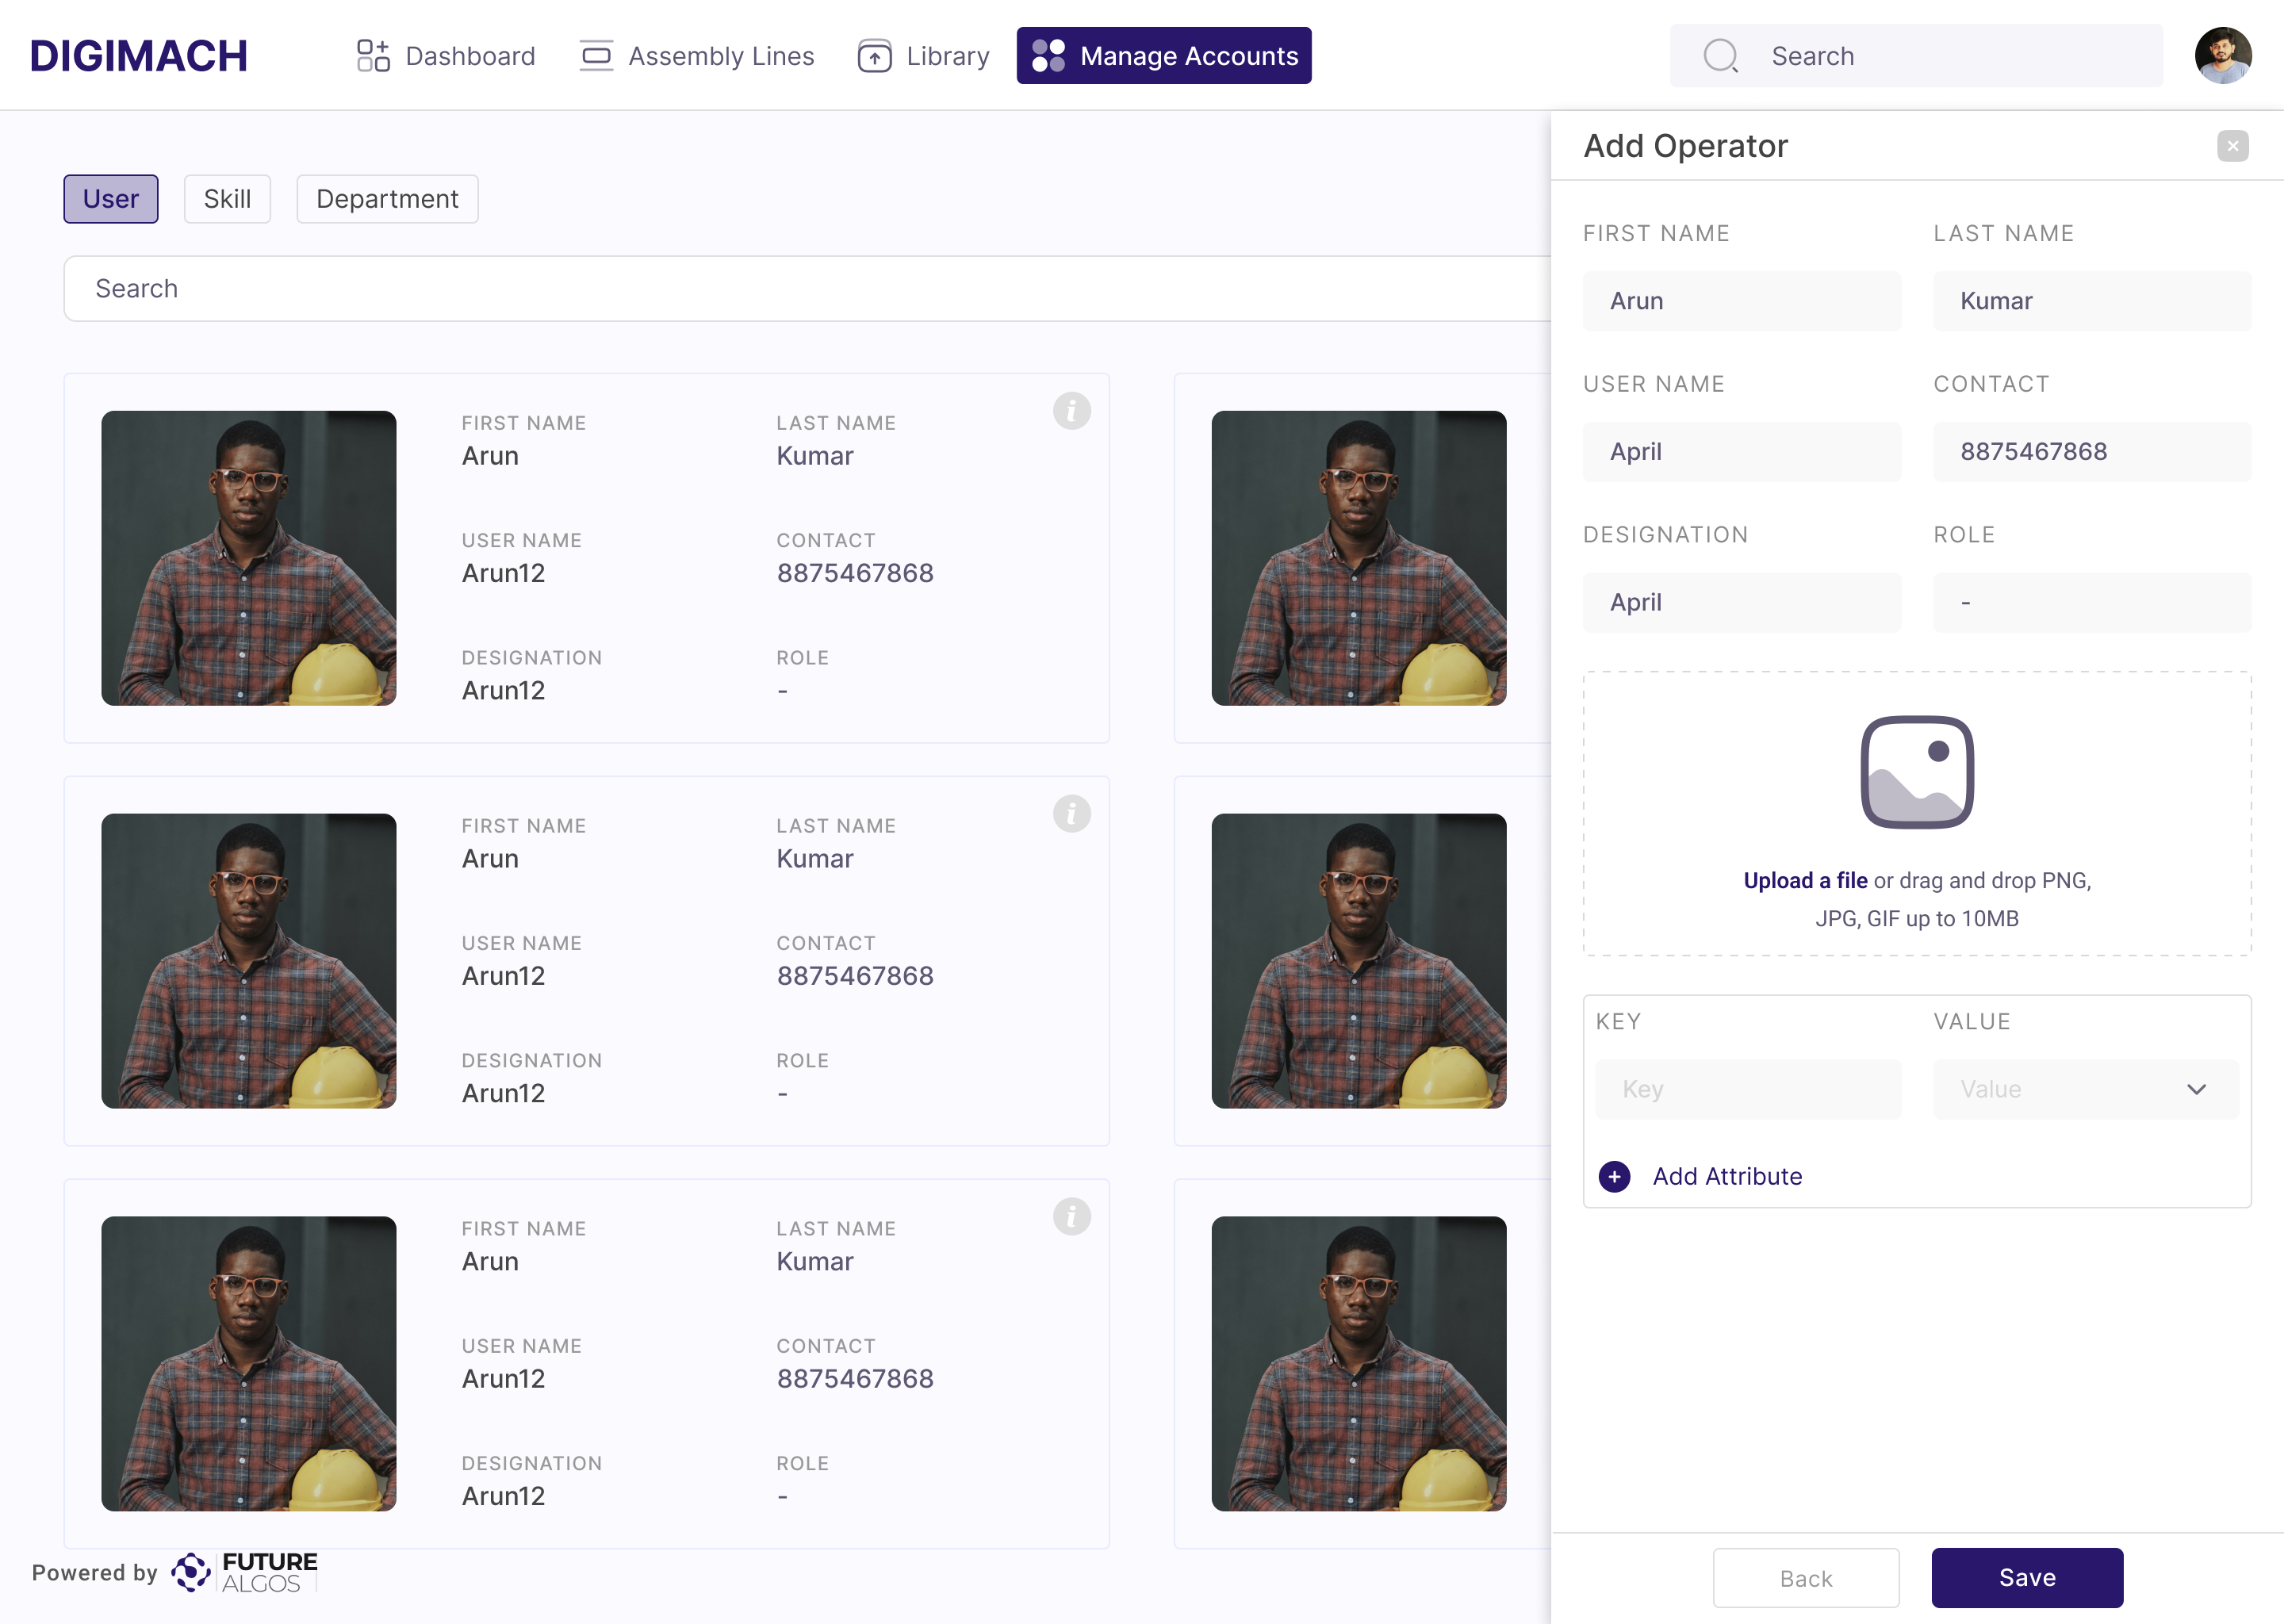 DIGIMACH
Dashboard
Assembly Lines
Library
Manage Accounts
Search
User
Skill
Department
Search
FIRST NAME
LAST NAME
Arun
Kumar
USER NAME
CONTACT
Arun12
8875467868
DESIGNATION
ROLE
Arun12
-
FIRST NAME
LAST NAME
Arun
Kumar
USER NAME
CONTACT
Arun12
8875467868
DESIGNATION
ROLE
Arun12
-
FIRST NAME
LAST NAME
Arun
Kumar
USER NAME
CONTACT
Arun12
8875467868
DESIGNATION
ROLE
Arun12
-
Powered by
FUTURE
ALGOS
Add Operator
FIRST NAME
LAST NAME
Arun
Kumar
USER NAME
CONTACT
April
8875467868
DESIGNATION
ROLE
April
-
Upload a file or drag and drop PNG,
JPG, GIF up to 10MB
KEY
VALUE
Key
Value
Add Attribute
Back
Save